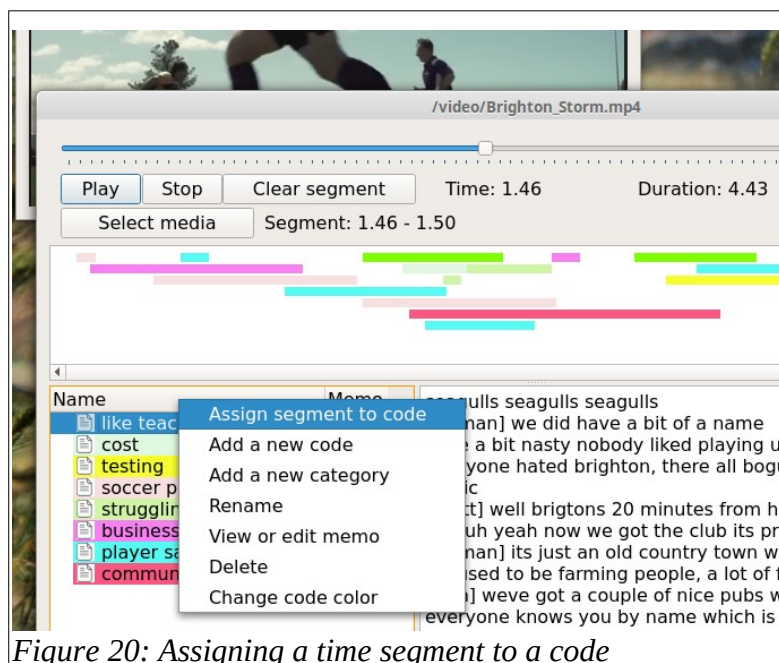 /video/Brighton_Storm.mp4
Play Stop Clear segment Time: 1.46 Duration: 4.43
Select media Segment: 1.46 - 1.50
Name Memo
seagulls seagulls seagulls
like teac
man] we did have a bit of a name
cost
a bit nasty nobody liked playing u
testing
yone hated brighton, there all bogu
soccer p
ic
strugglin
t] well brigtons 20 minutes from h
business
uh yeah now we got the club its pr
player sa
man] its just an old country town w
commun
used to be farming people, a lot of f
] weve got a couple of nice pubs w
everyone knows you by name which is
Assign segment to code
Add a new code
Add a new category
Rename
View or edit memo
Delete
Change code color
Figure 20: Assigning a time segment to a code